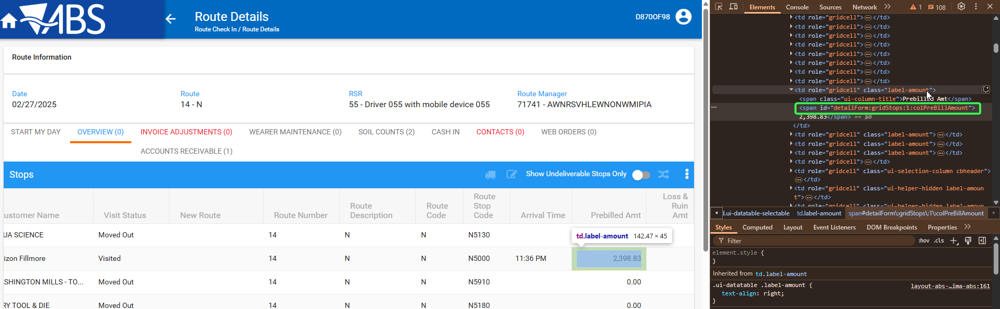 ABS
Route Details
Route Check In / Route Details
D870OF98
Route Information
Date
02/27/2025
Route
14 - N
RSR
55 - Driver 055 with mobile device 055
Route Manager
71741 - AWNRSVHLEWNONWMIPIA
START MY DAY
OVERVIEW (0)
INVOICE ADJUSTMENTS (0)
WEARER MAINTENANCE (0)
SOIL COUNTS (2)
CASH IN
CONTACTS (0)
WEB ORDERS (0)
ACCOUNTS RECEIVABLE (1)
Stops
Show Undeliverable Stops Only
ustomer Name
Visit Status
New Route
Route Number
Route
Description
Route
Code
Route
Stop
Code
Arrival Time
Prebilled Amt
Loss &
Ruin
Amt
UA SCIENCE Moved Out 14 N N N5130
td.label-amount 142.47 × 45
izon Fillmore Visited 14 N N N5000 11:36 PM 2,398.83
SHINGTON MILLS - TO... Moved Out 14 N N N5910 0.00
RY TOOL & DIE Moved Out 14 N N N5180 0.00
Elements Console Sources Network 1 108
<td role="gridcell">…</td>
<td role="gridcell">…</td>
<td role="gridcell">…</td>
<td role="gridcell">…</td>
<td role="gridcell">…</td>
<td role="gridcell">…</td>
<td role="gridcell">…</td>
<td role="gridcell">…</td>
<td role="gridcell" class="label-amount">
<span class="ui-column-title">Prebilled Amt</span>
<span id="detailForm:gridStops:1:colPreBillAmount">
2,398.83</span> == $0
</td>
<td role="gridcell" class="label-amount">…</td>
<td role="gridcell" class="label-amount">…</td>
<td role="gridcell" class="label-amount">…</td>
<td role="gridcell">…</td>
<td role="gridcell" class="ui-selection-column cbheader">
…</td>
<td role="gridcell" class="ui-helper-hidden label-amoun
t">…</td>
<td role="gridcell" class="ui-helper-hidden label-amoun
d.ui-datatable-selectable td.label-amount span#detailForm\:gridStops\:1\:colPreBillAmount
Styles Computed Layout Event Listeners DOM Breakpoints Properties
Filter :hov .cls
element.style {
}
Inherited from td.label-amount
.ui-datatable .label-amount { layout-abs-…ima-abs:161
text-align: right;
}